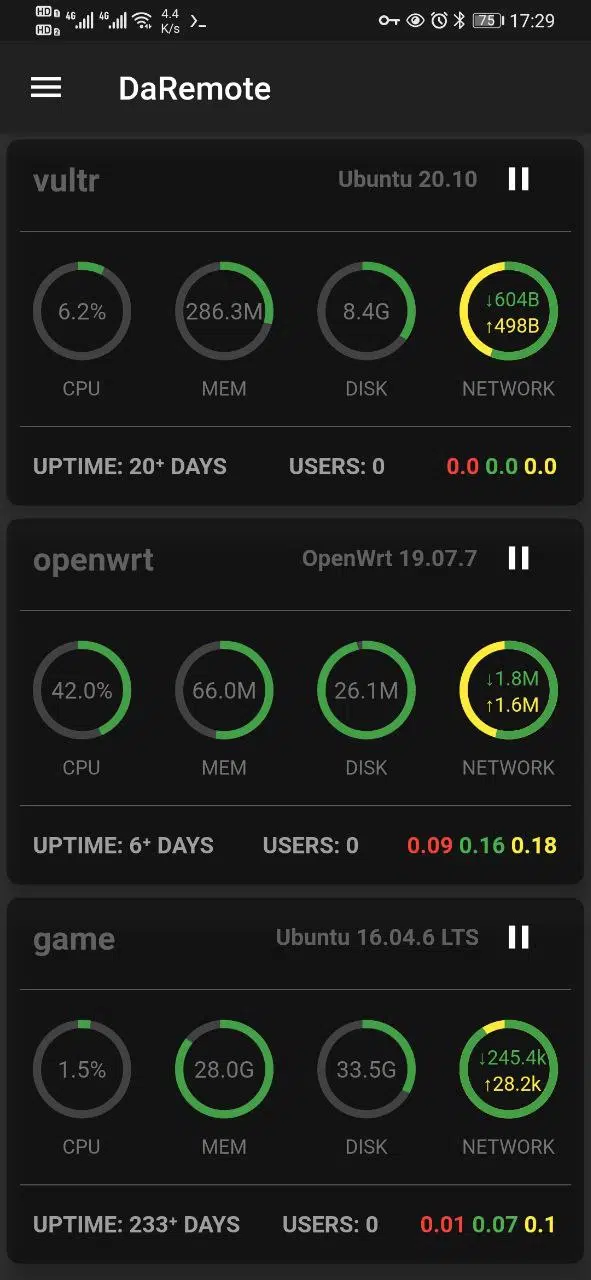 HD 1 4G 4G 4.4 K/s >_ 75 17:29
HD 2
DaRemote
vultr Ubuntu 20.10
6.2% 286.3M 8.4G ↓604B
↑498B
CPU MEM DISK NETWORK
UPTIME: 20⁺ DAYS USERS: 0 0.0 0.0 0.0
openwrt OpenWrt 19.07.7
42.0% 66.0M 26.1M ↓1.8M
↑1.6M
CPU MEM DISK NETWORK
UPTIME: 6⁺ DAYS USERS: 0 0.09 0.16 0.18
game Ubuntu 16.04.6 LTS
1.5% 28.0G 33.5G ↓245.4k
↑28.2k
CPU MEM DISK NETWORK
UPTIME: 233⁺ DAYS USERS: 0 0.01 0.07 0.1